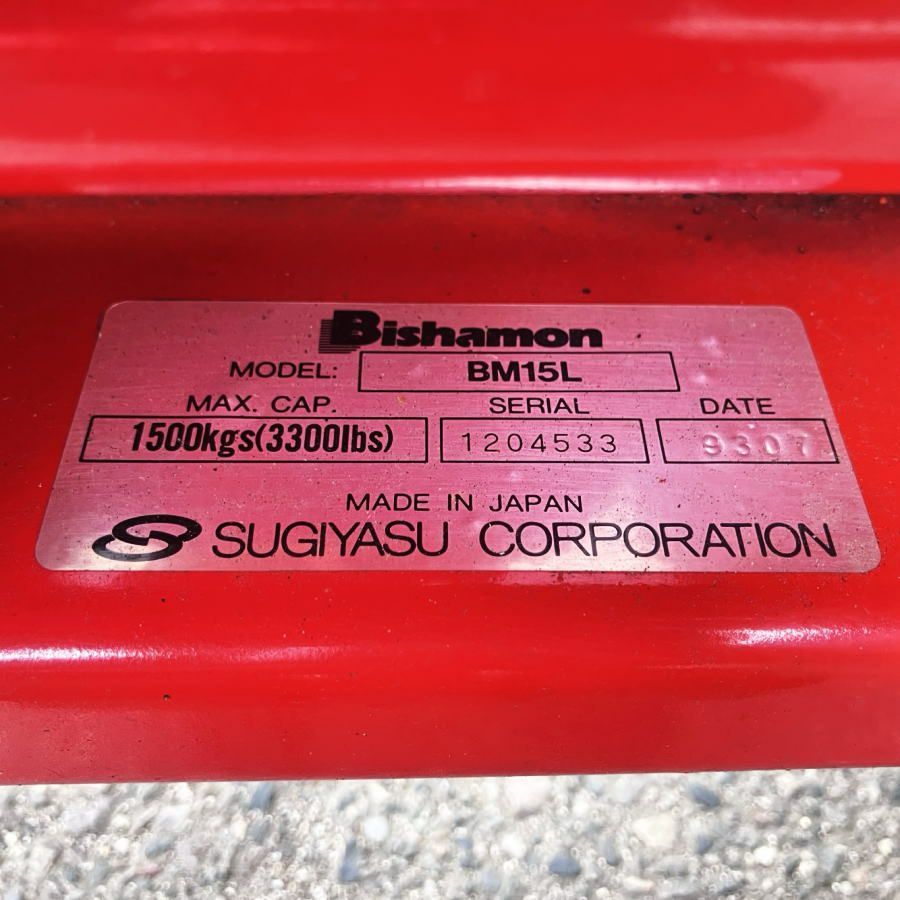 Bishamon
MODEL: BM15L
MAX. CAP. SERIAL DATE
1500kgs(3300lbs) 1204533 9307
MADE IN JAPAN
SUGIYASU CORPORATION